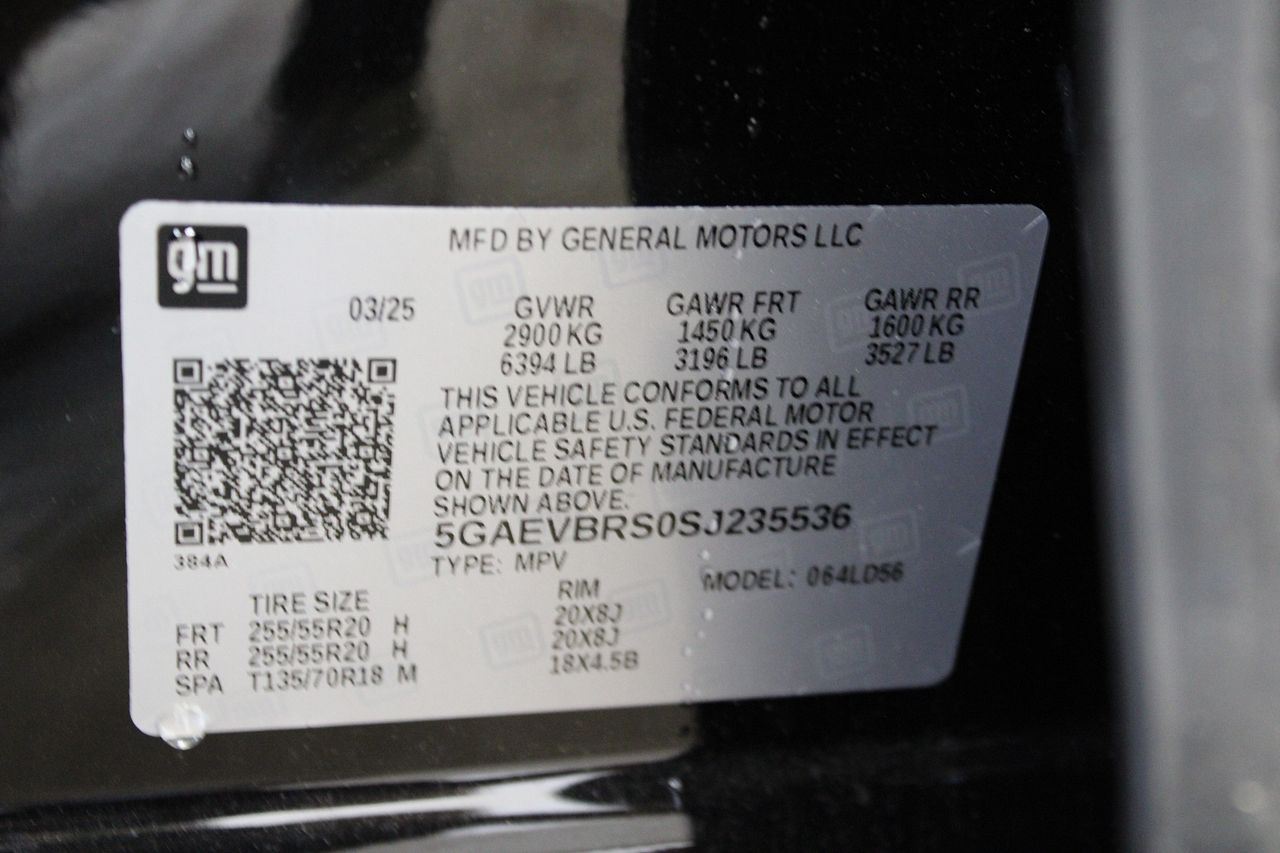 gm
MFD BY GENERAL MOTORS LLC
03/25 GVWR GAWR FRT GAWR RR
2900 KG 1450 KG 1600 KG
6394 LB 3196 LB 3527 LB
THIS VEHICLE CONFORMS TO ALL
APPLICABLE U.S. FEDERAL MOTOR
VEHICLE SAFETY STANDARDS IN EFFECT
ON THE DATE OF MANUFACTURE
SHOWN ABOVE.
5GAEVBRS0SJ235536
384A
TYPE: MPV MODEL: 064LD56
TIRE SIZE RIM
FRT 255/55R20 H 20X8J
RR 255/55R20 H 20X8J
SPA T135/70R18 M 18X4.5B